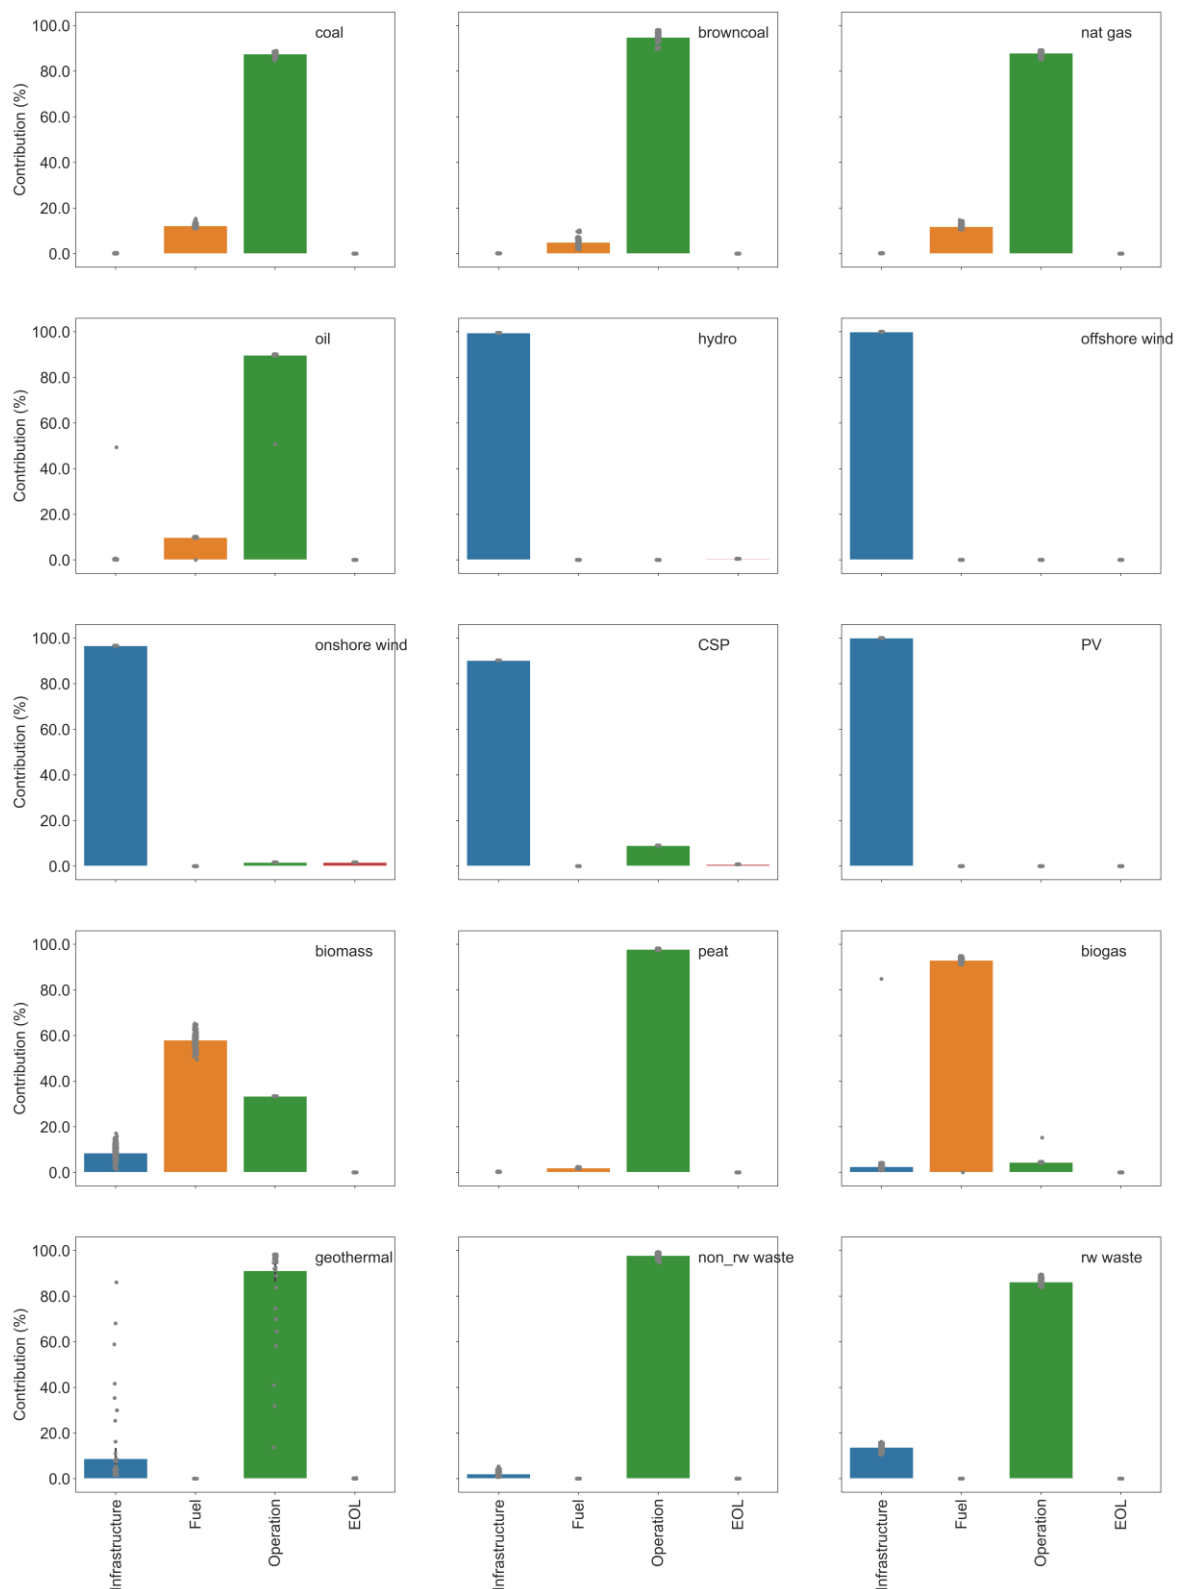 coal
browncoal
nat gas
Contribution (%)
100.0
80.0
60.0
40.0
20.0
0.0
oil
hydro
offshore wind
Contribution (%)
100.0
80.0
60.0
40.0
20.0
0.0
onshore wind
CSP
PV
Contribution (%)
100.0
80.0
60.0
40.0
20.0
0.0
biomass
peat
biogas
Contribution (%)
100.0
80.0
60.0
40.0
20.0
0.0
geothermal
non_rw waste
rw waste
Contribution (%)
100.0
80.0
60.0
40.0
20.0
0.0
Infrastructure
Fuel
Operation
EOL
Infrastructure
Fuel
Operation
EOL
Infrastructure
Fuel
Operation
EOL